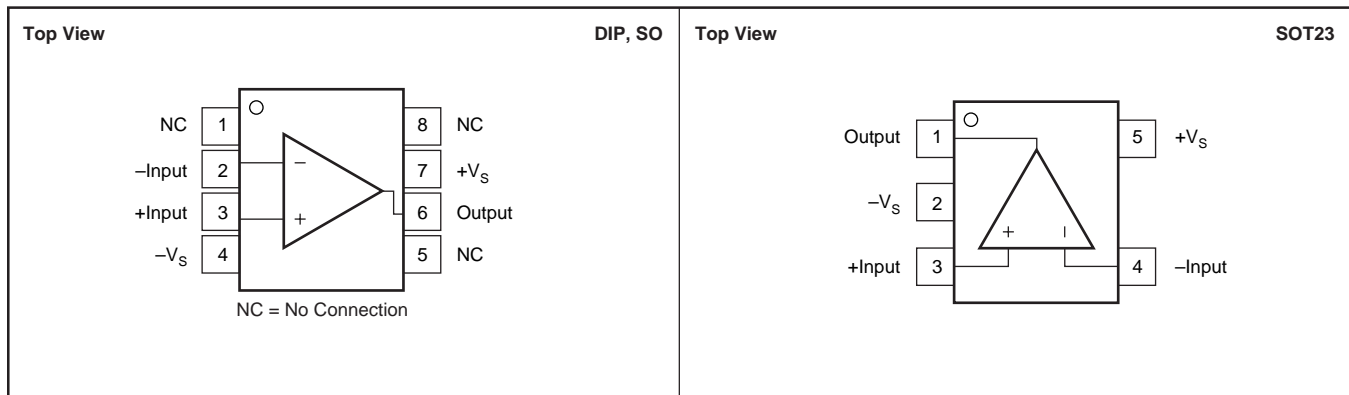 Top View DIP, SO
NC 1 8 NC
–Input 2 – 7 +VS
+Input 3 + 6 Output
–VS 4 5 NC
NC = No Connection
Top View SOT23
Output 1 5 +VS
–VS 2
+ –
+Input 3 4 –Input